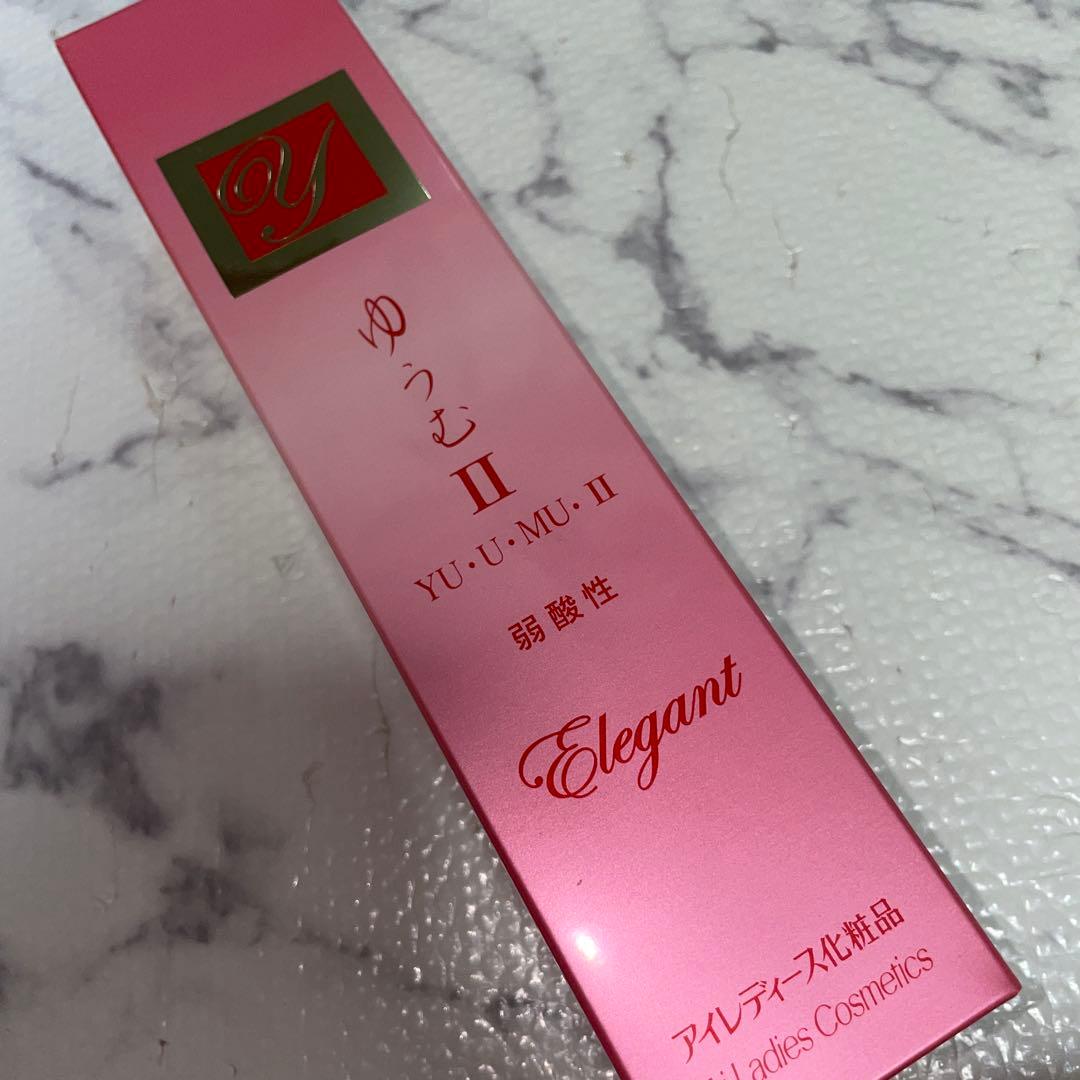 Y
ゆうむ
II
YU・U・MU・II
弱酸性
Elegant
アイレディース化粧品
Ladies Cosmetics